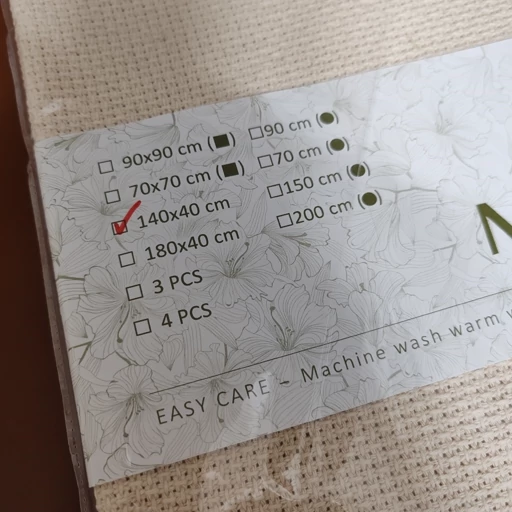 ☐ 90x90 cm (■) ☐90 cm (●)
☐ 70x70 cm (■) ☐70 cm (●)
☑ 140x40 cm ☐150 cm (●)
☐ 180x40 cm ☐200 cm (●)
☐ 3 PCS
☐ 4 PCS
EASY CARE - Machine wash warm